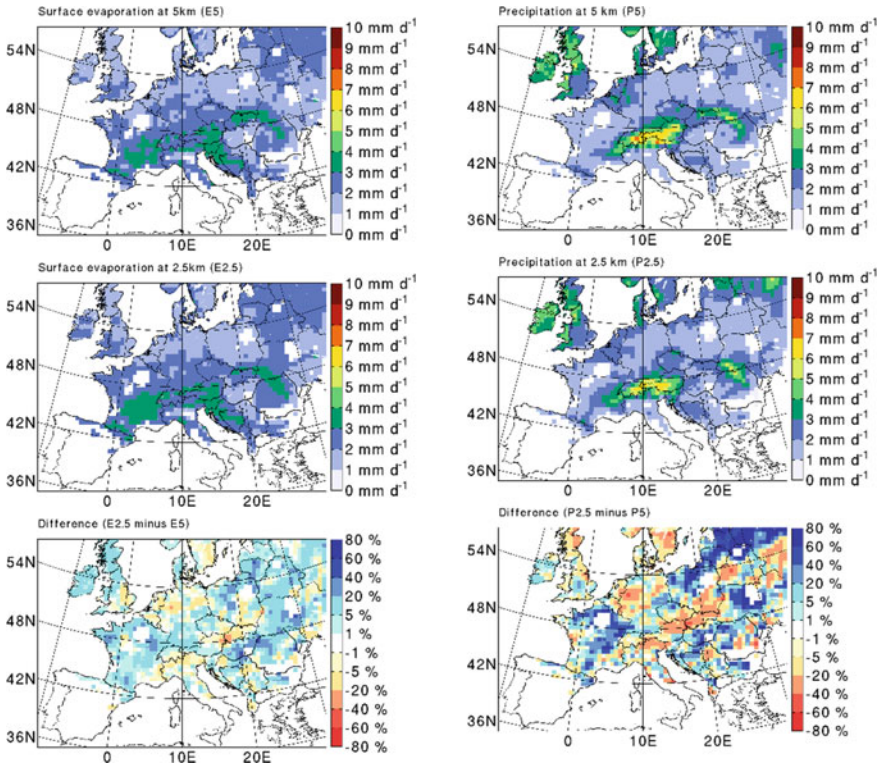 Surface evaporation at 5km (E5)
54N
48N
42N
36N
0 10E 20E
10 mm d-1
9 mm d-1
8 mm d-1
7 mm d-1
6 mm d-1
5 mm d-1
4 mm d-1
3 mm d-1
2 mm d-1
1 mm d-1
0 mm d-1
Precipitation at 5 km (P5)
54N
48N
42N
36N
0 10E 20E
10 mm d-1
9 mm d-1
8 mm d-1
7 mm d-1
6 mm d-1
5 mm d-1
4 mm d-1
3 mm d-1
2 mm d-1
1 mm d-1
0 mm d-1
Surface evaporation at 2.5km (E2.5)
54N
48N
42N
36N
0 10E 20E
10 mm d-1
9 mm d-1
8 mm d-1
7 mm d-1
6 mm d-1
5 mm d-1
4 mm d-1
3 mm d-1
2 mm d-1
1 mm d-1
0 mm d-1
Precipitation at 2.5 km (P2.5)
54N
48N
42N
36N
0 10E 20E
10 mm d-1
9 mm d-1
8 mm d-1
7 mm d-1
6 mm d-1
5 mm d-1
4 mm d-1
3 mm d-1
2 mm d-1
1 mm d-1
0 mm d-1
Difference (E2.5 minus E5)
54N
48N
42N
36N
0 10E 20E
80 %
60 %
40 %
20 %
5 %
1 %
-1 %
-5 %
-20 %
-40 %
-60 %
-80 %
Difference (P2.5 minus P5)
54N
48N
42N
36N
0 10E 20E
80 %
60 %
40 %
20 %
5 %
1 %
-1 %
-5 %
-20 %
-40 %
-60 %
-80 %